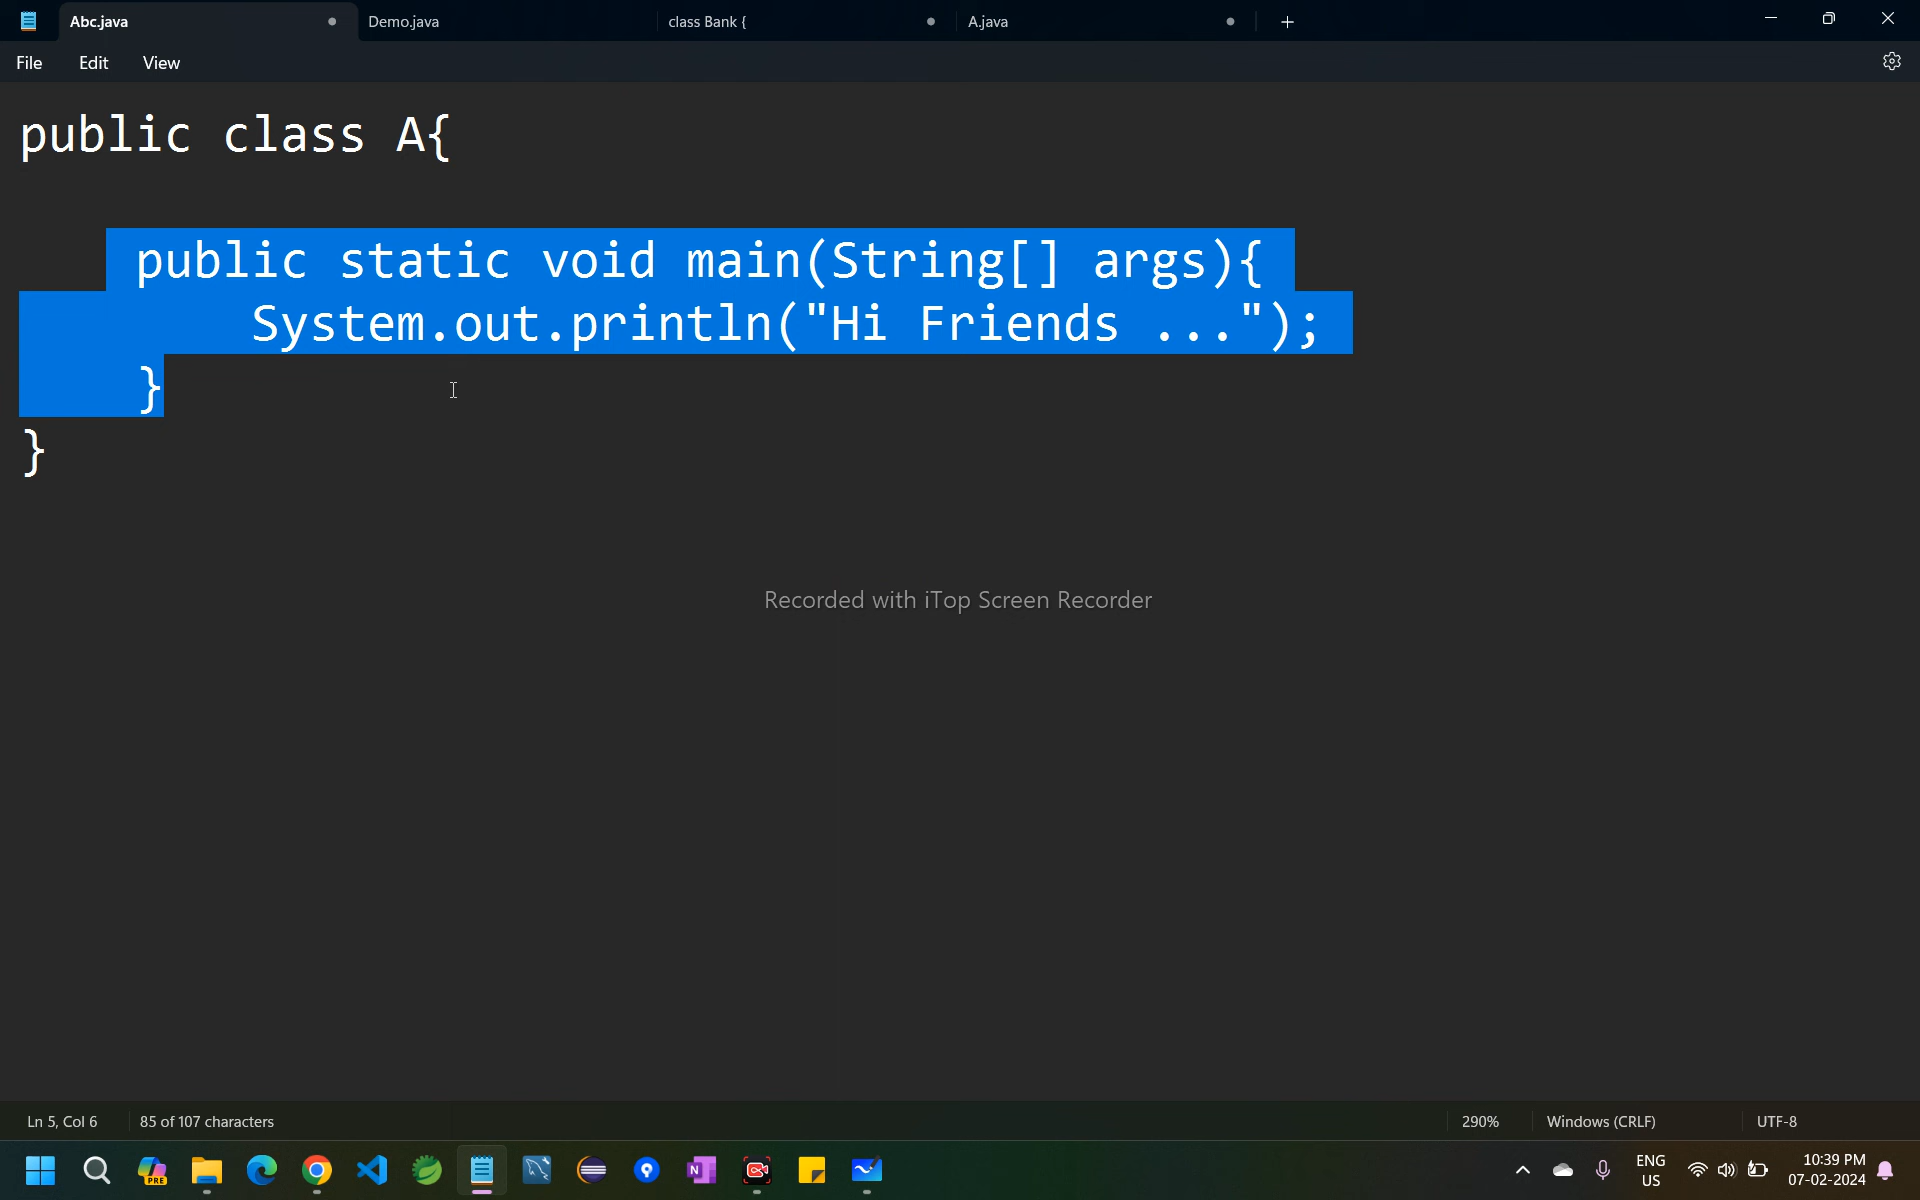 Abc.java
Demo.java
class Bank {
A.java
File Edit View
public class A{
public static void main(String[] args){
System.out.println("Hi Friends ...");
}
}
Recorded with iTop Screen Recorder
Ln 5, Col 6
85 of 107 characters
290%
Windows (CRLF)
UTF-8
PRE
N
ENG
US
10:39 PM
07-02-2024